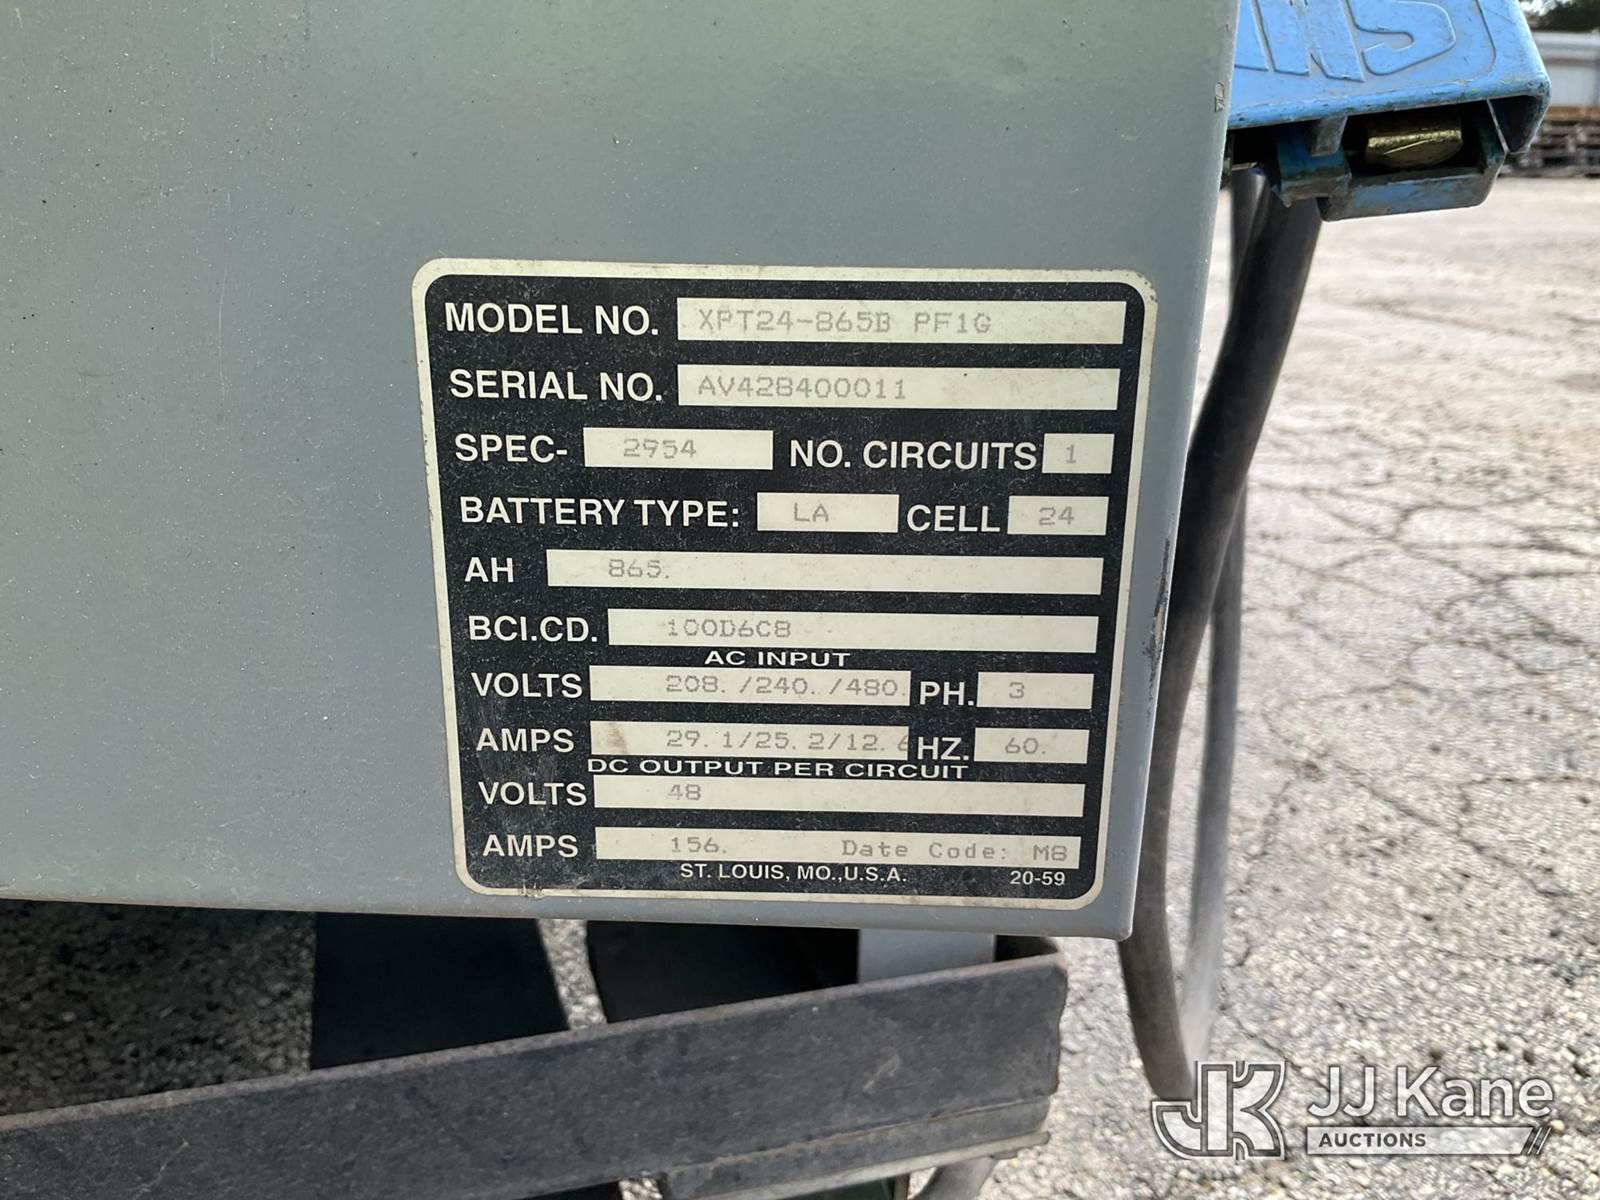 MODEL NO. XPT24-865B PF1G
SERIAL NO. AV428400011
SPEC- 2954 NO. CIRCUITS 1
BATTERY TYPE: LA CELL 24
AH 865.
BCI.CD. 100D6C8
AC INPUT
VOLTS 208. /240. /480. PH. 3
AMPS 29. 1/25. 2/12. 6 HZ. 60.
DC OUTPUT PER CIRCUIT
VOLTS 48
AMPS 156. Date Code: M8
ST. LOUIS, MO.,U.S.A. 20-59
JK JJ Kane
AUCTIONS